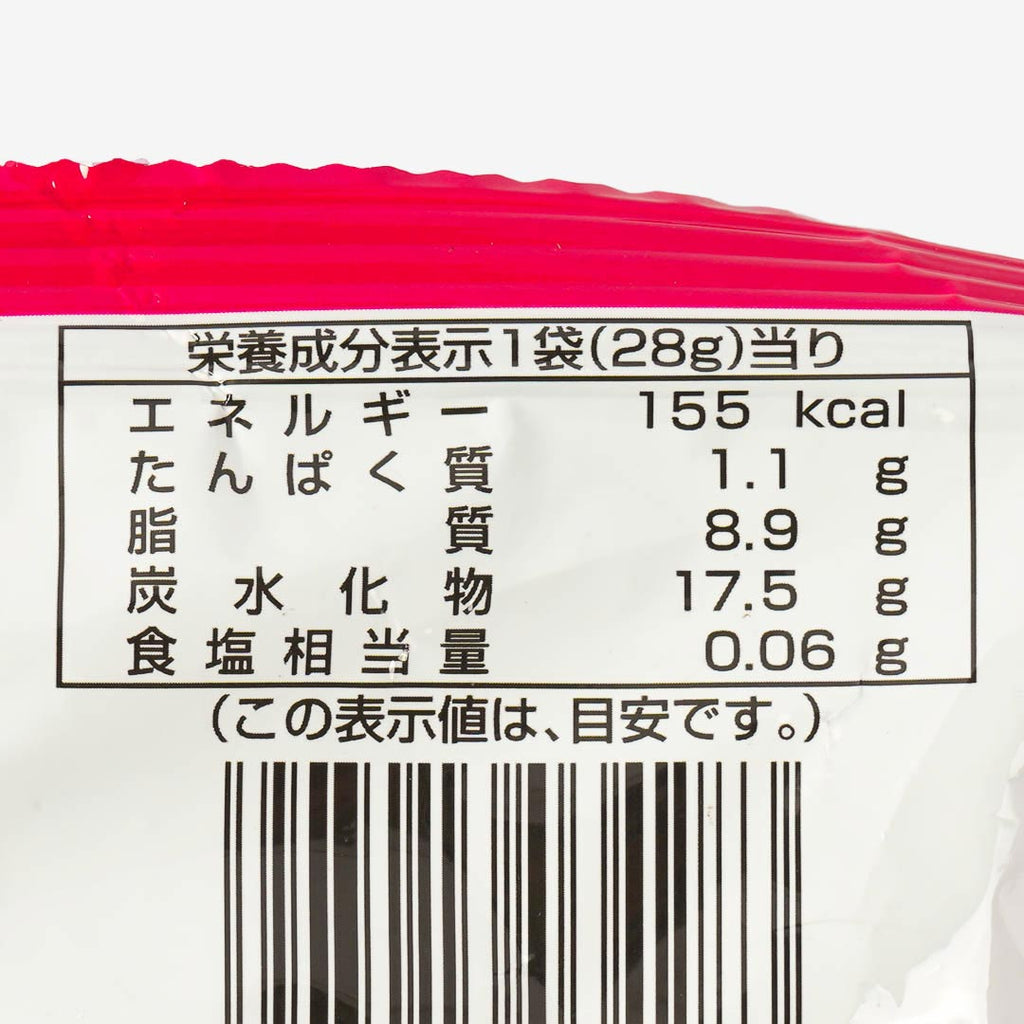 栄養成分表示1袋(28g)当り
エネルギー 155 kcal
たんぱく質 1.1 g
脂質 8.9 g
炭水化物 17.5 g
食塩相当量 0.06 g
(この表示値は、目安です。)